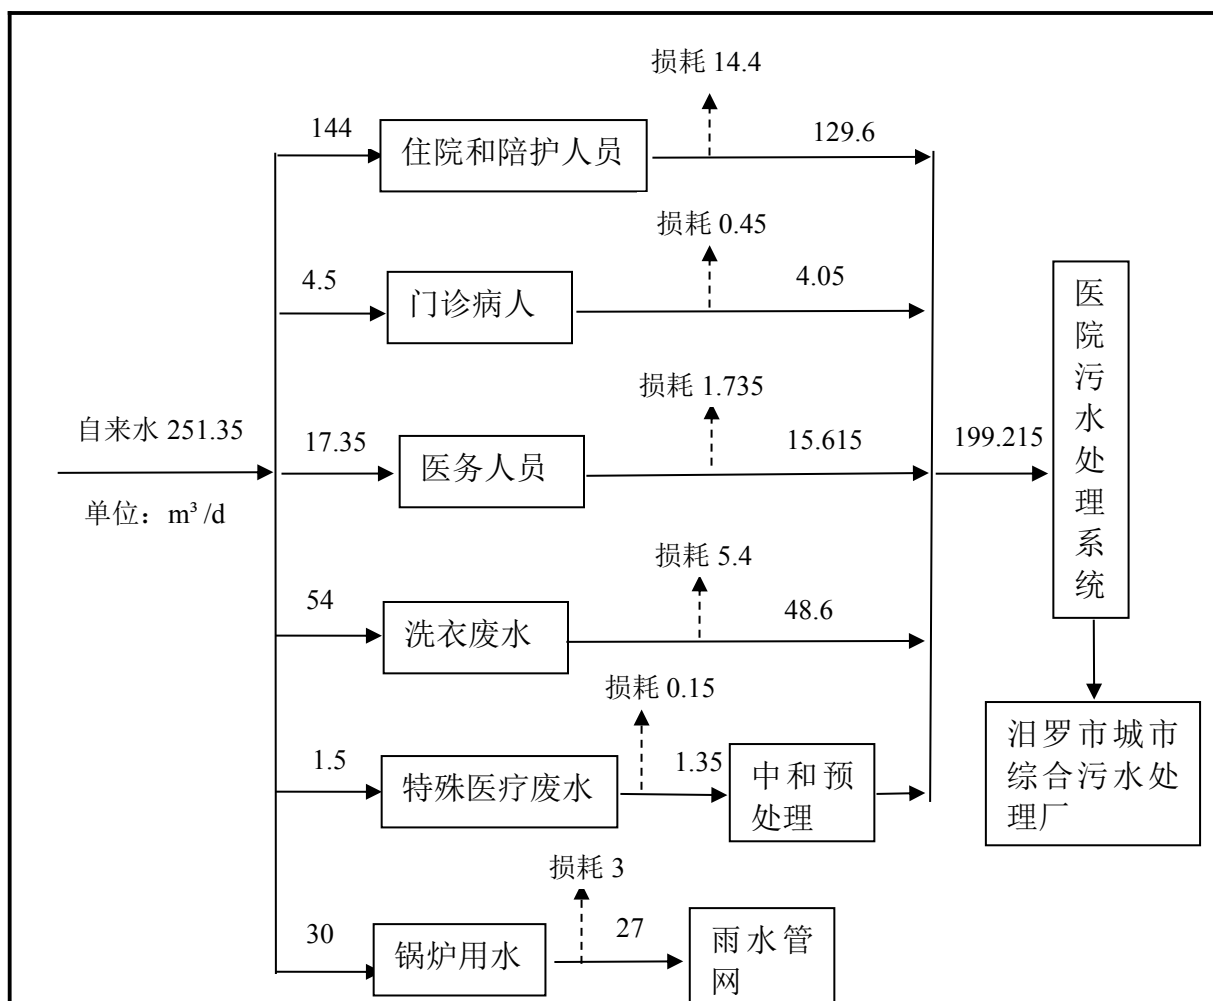 损耗 14.4
144
住院和陪护人员
129.6
损耗 0.45
4.5
门诊病人
4.05
损耗 1.735
自来水 251.35
17.35
医务人员
15.615
199.215
单位：m³/d
医院污水处理系统
损耗 5.4
54
洗衣废水
48.6
损耗 0.15
1.5
特殊医疗废水
1.35
中和预
处理
汨罗市城市
综合污水处
理厂
损耗 3
30
锅炉用水
27
雨水管
网